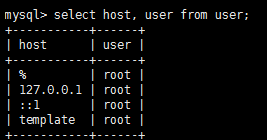 mysql> select host, user from user;
+-----------+------+
| host      | user |
+-----------+------+
| %         | root |
| 127.0.0.1 | root |
| ::1       | root |
| template  | root |
+-----------+------+